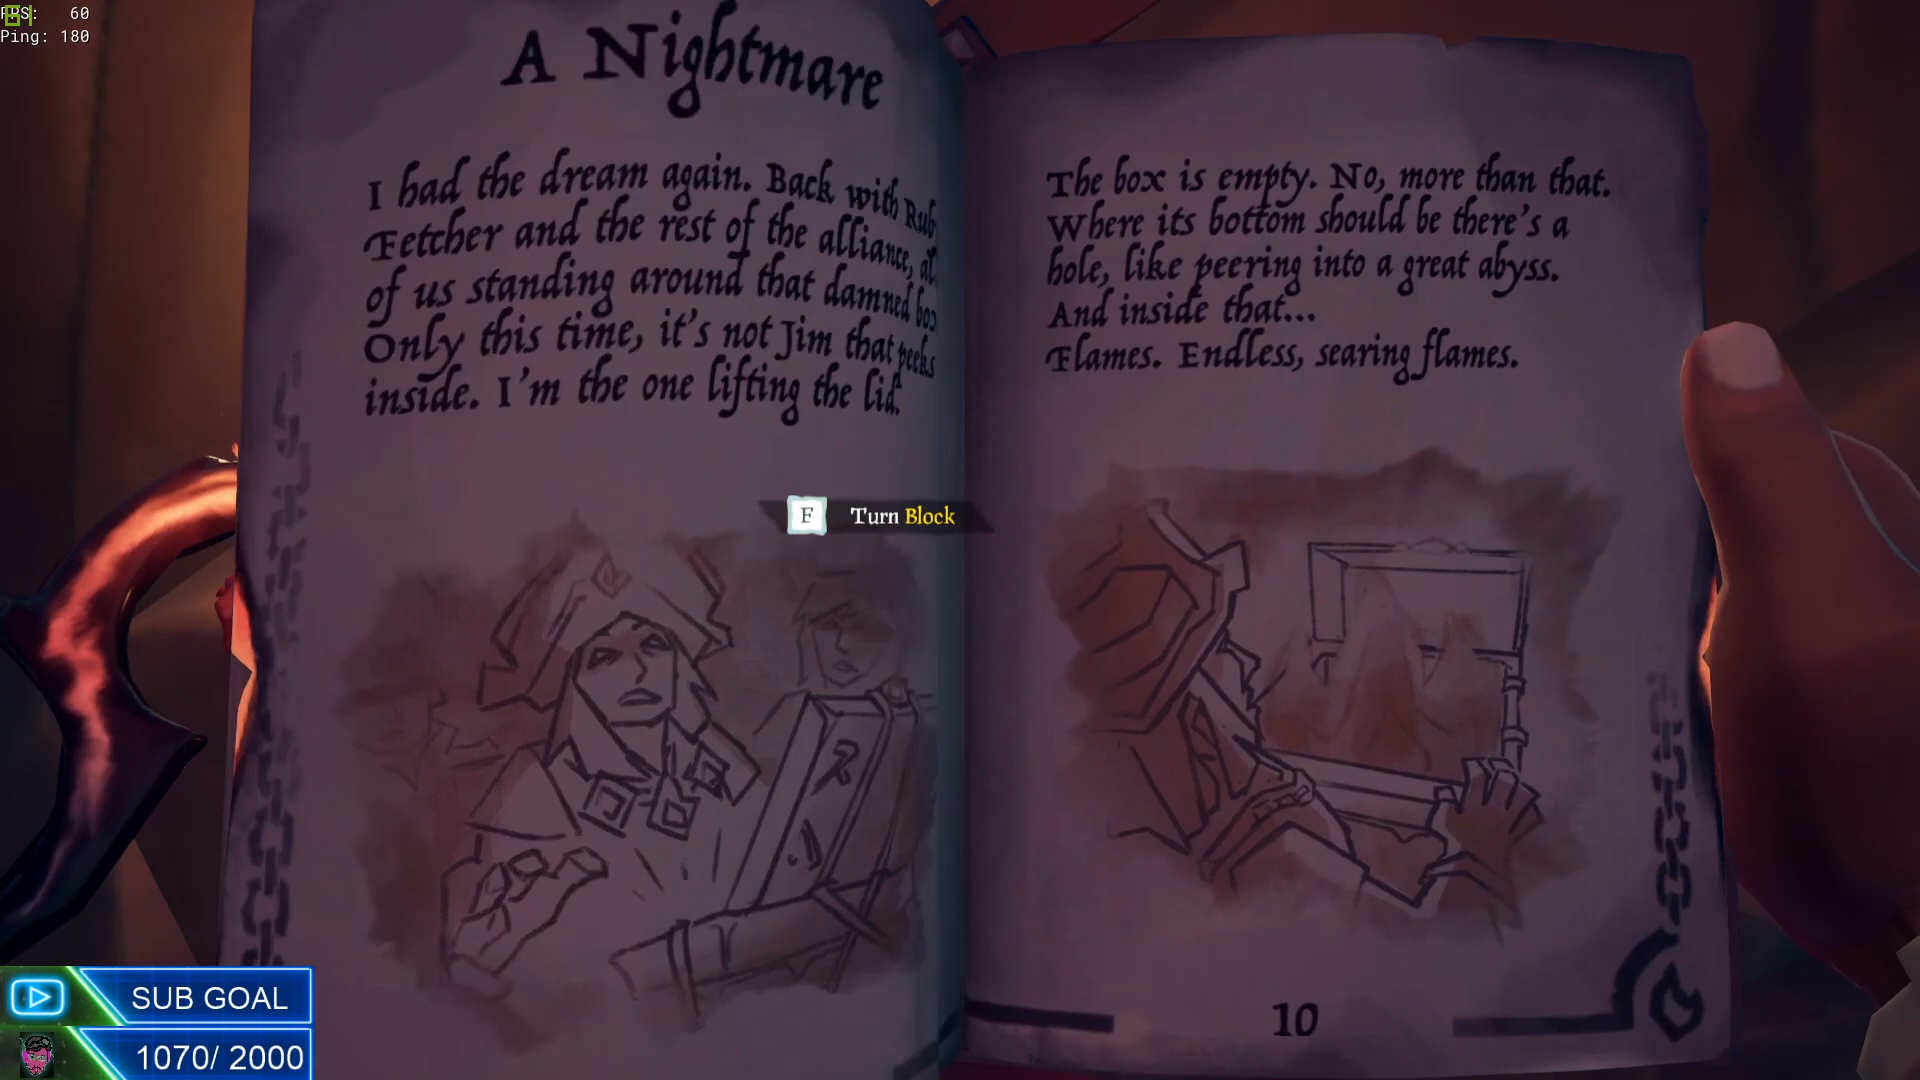 FPS: 60
Ping: 180
A Nightmare
I had the dream again. Back with Rub
Fetcher and the rest of the alliance, al
of us standing around that damned box
Only this time, it's not Jim that peeks
inside. I'm the one lifting the lid.
The box is empty. No, more than that.
Where its bottom should be there's a
hole, like peering into a great abyss.
And inside that...
Flames. Endless, searing flames.
F Turn Block
10
SUB GOAL
1070/ 2000